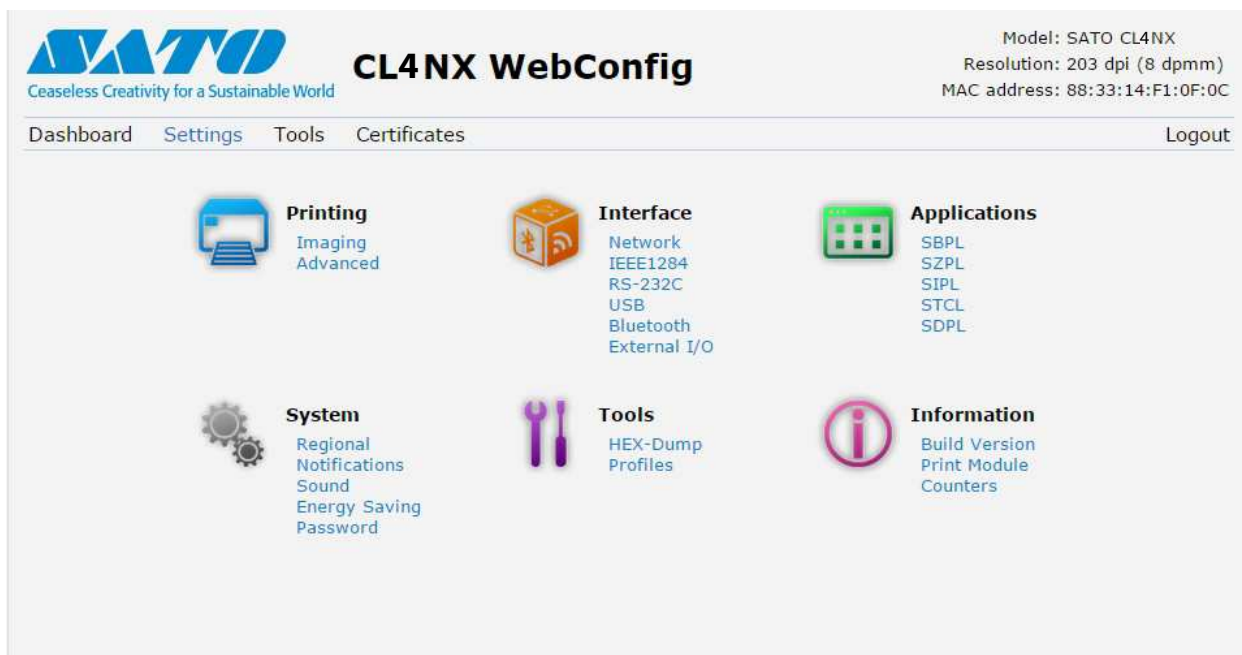 SATO
Ceaseless Creativity for a Sustainable World
CL4NX WebConfig
Model: SATO CL4NX
Resolution: 203 dpi (8 dpmm)
MAC address: 88:33:14:F1:0F:0C
Dashboard Settings Tools Certificates Logout
Printing
Imaging
Advanced
Interface
Network
IEEE1284
RS-232C
USB
Bluetooth
External I/O
Applications
SBPL
SZPL
SIPL
STCL
SDPL
System
Regional
Notifications
Sound
Energy Saving
Password
Tools
HEX-Dump
Profiles
Information
Build Version
Print Module
Counters